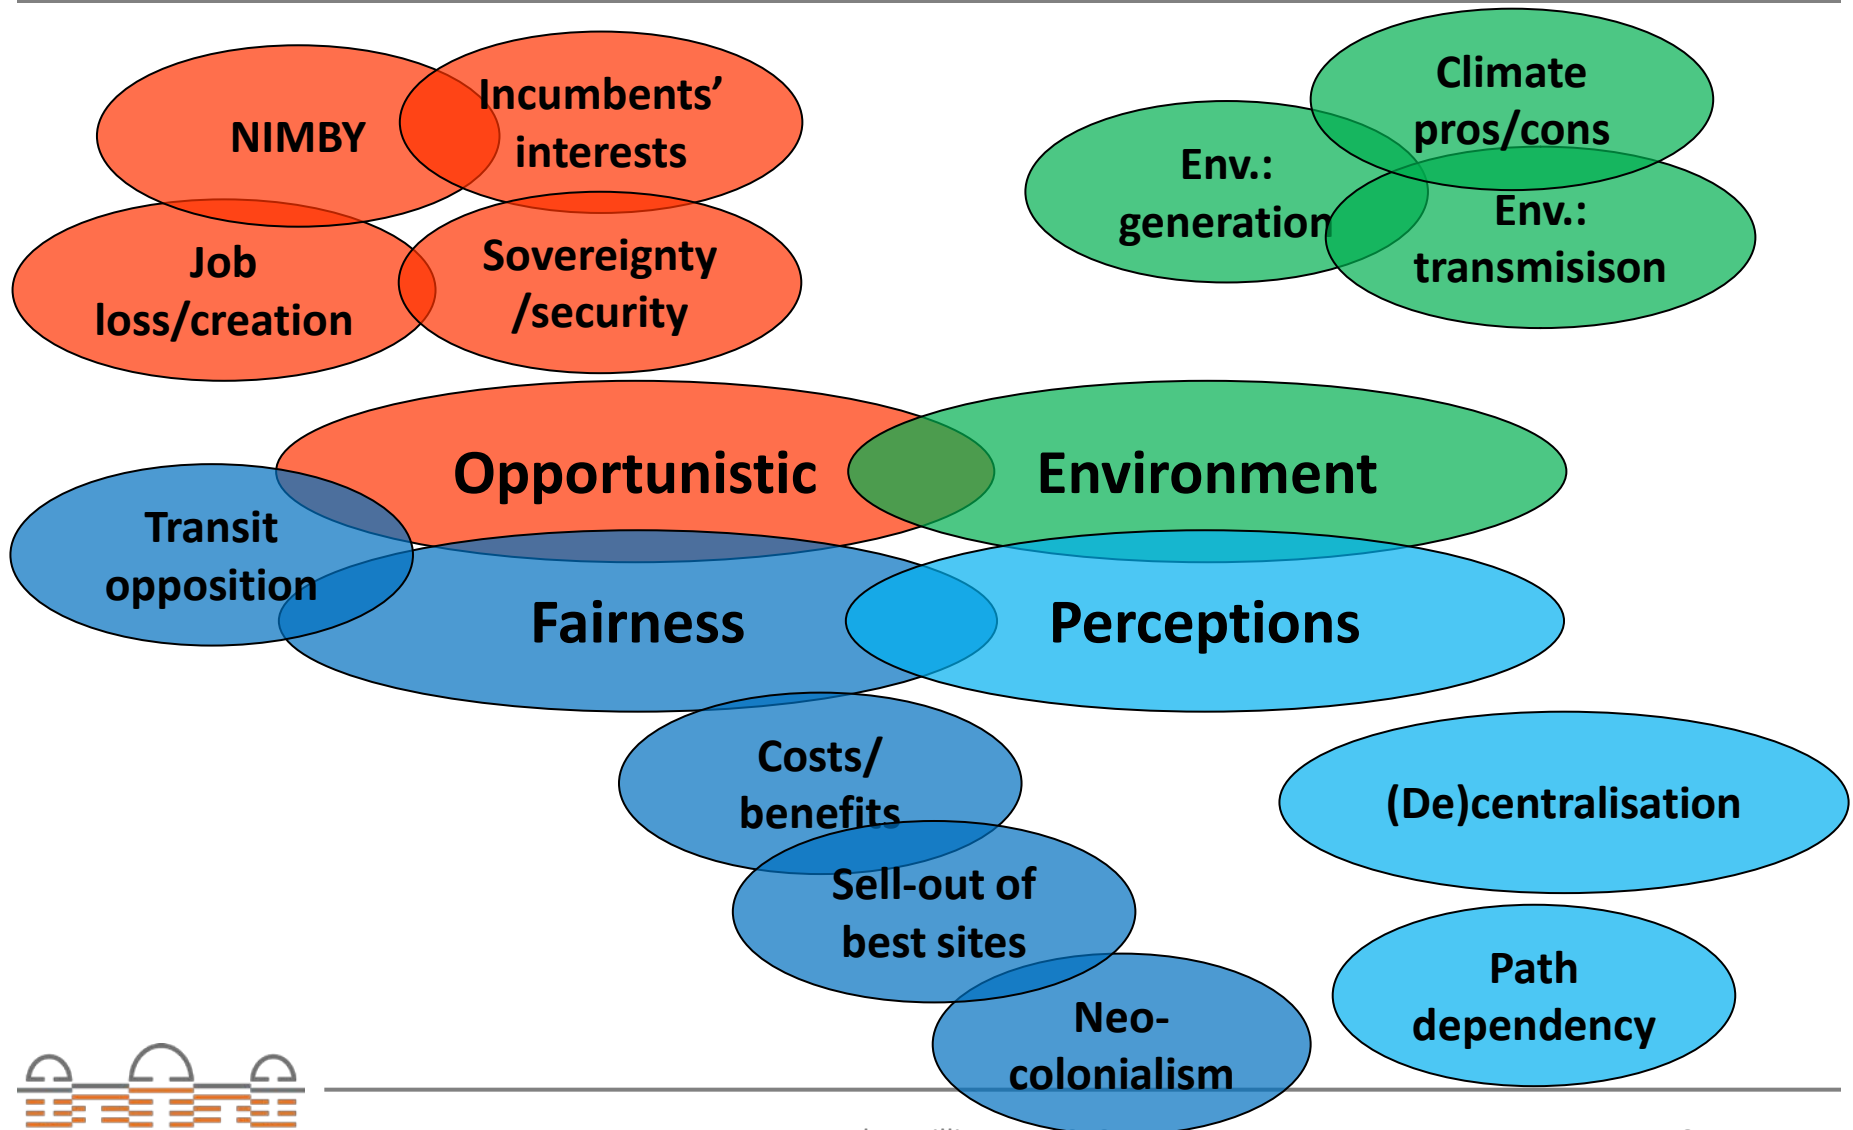 NIMBY
Incumbents’
interests
Job
loss/creation
Sovereignty
/security
Climate
pros/cons
Env.:
generation
Env.:
transmisison
Opportunistic
Environment
Transit
opposition
Fairness
Perceptions
Costs/
benefits
(De)centralisation
Sell-out of
best sites
Path
dependency
Neo-
colonialism